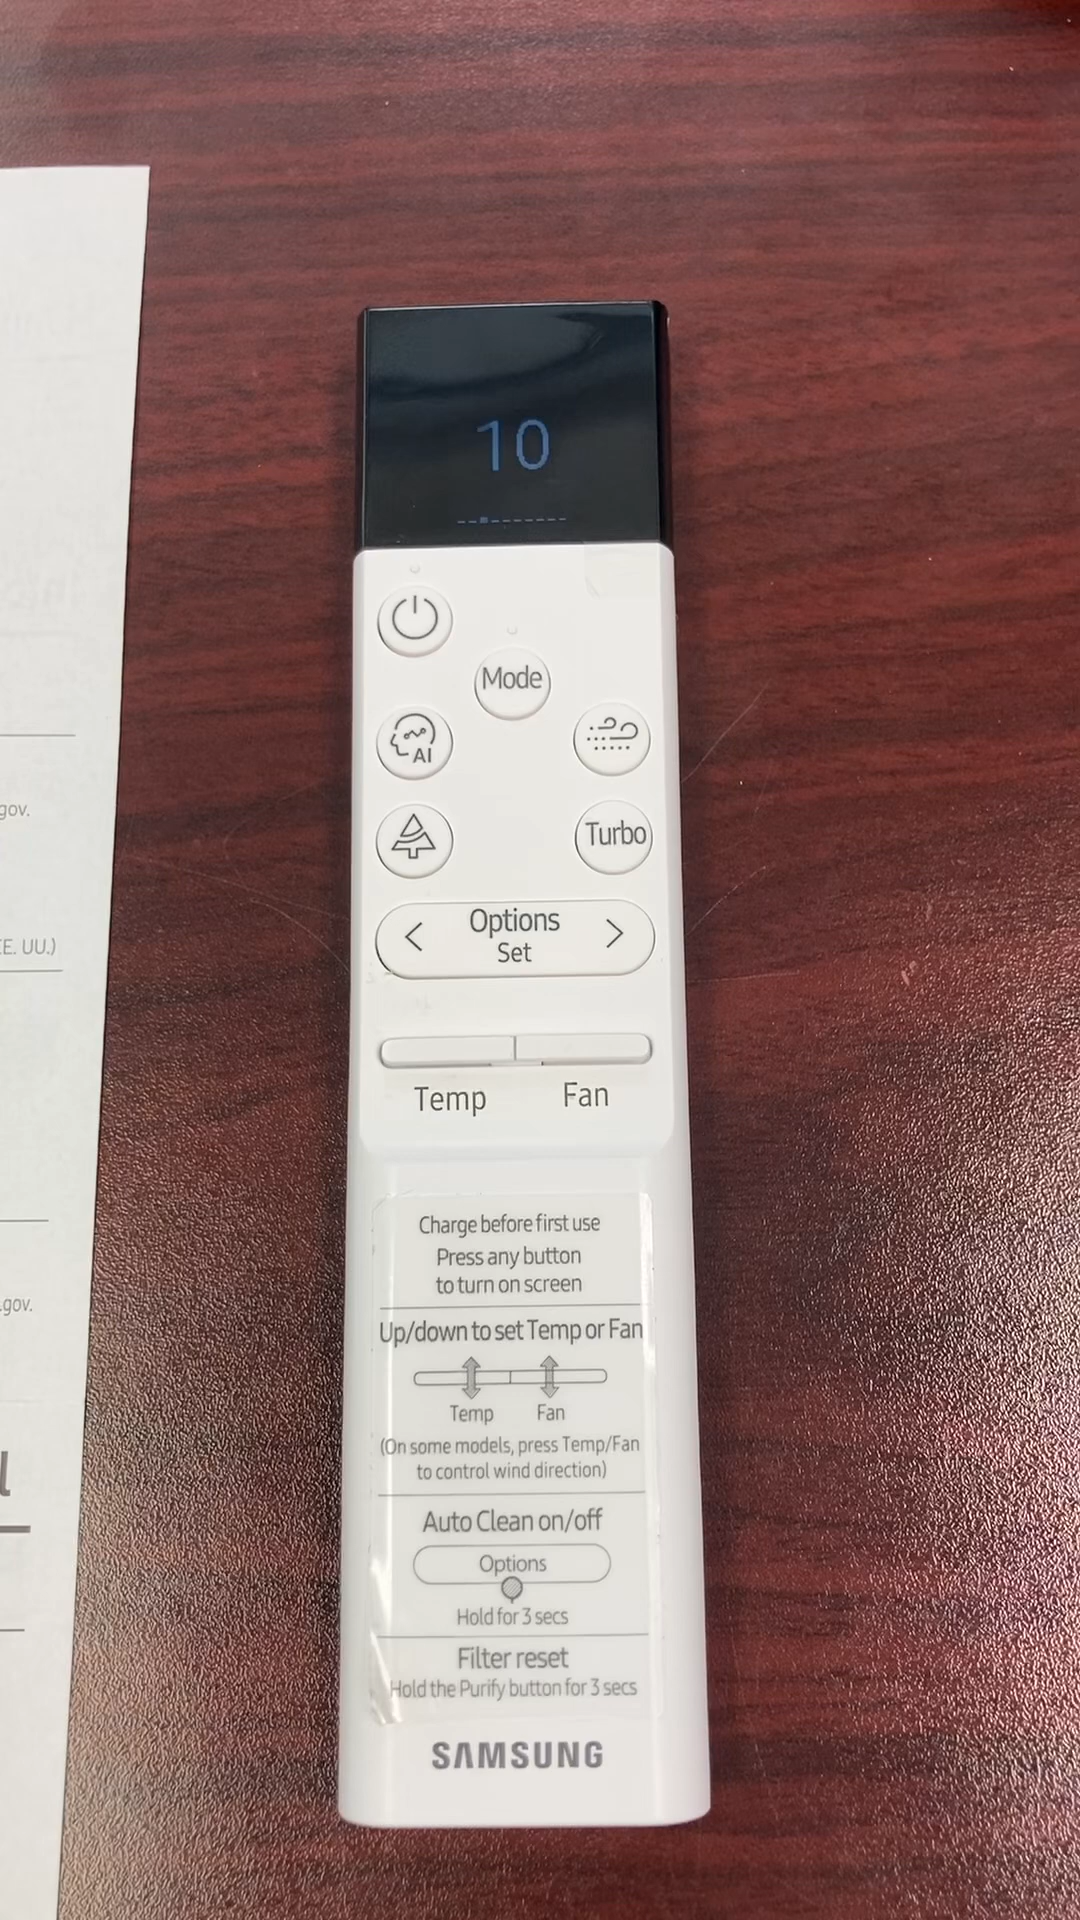 10
Mode
AI
Turbo
Options
Set
Temp Fan
Charge before first use
Press any button
to turn on screen
Up/down to set Temp or Fan
Temp Fan
(On some models, press Temp/Fan
to control wind direction)
Auto Clean on/off
Options
Hold for 3 secs
Filter reset
Hold the Purify button for 3 secs
SAMSUNG
gov.
EE. UU.)
.gov.